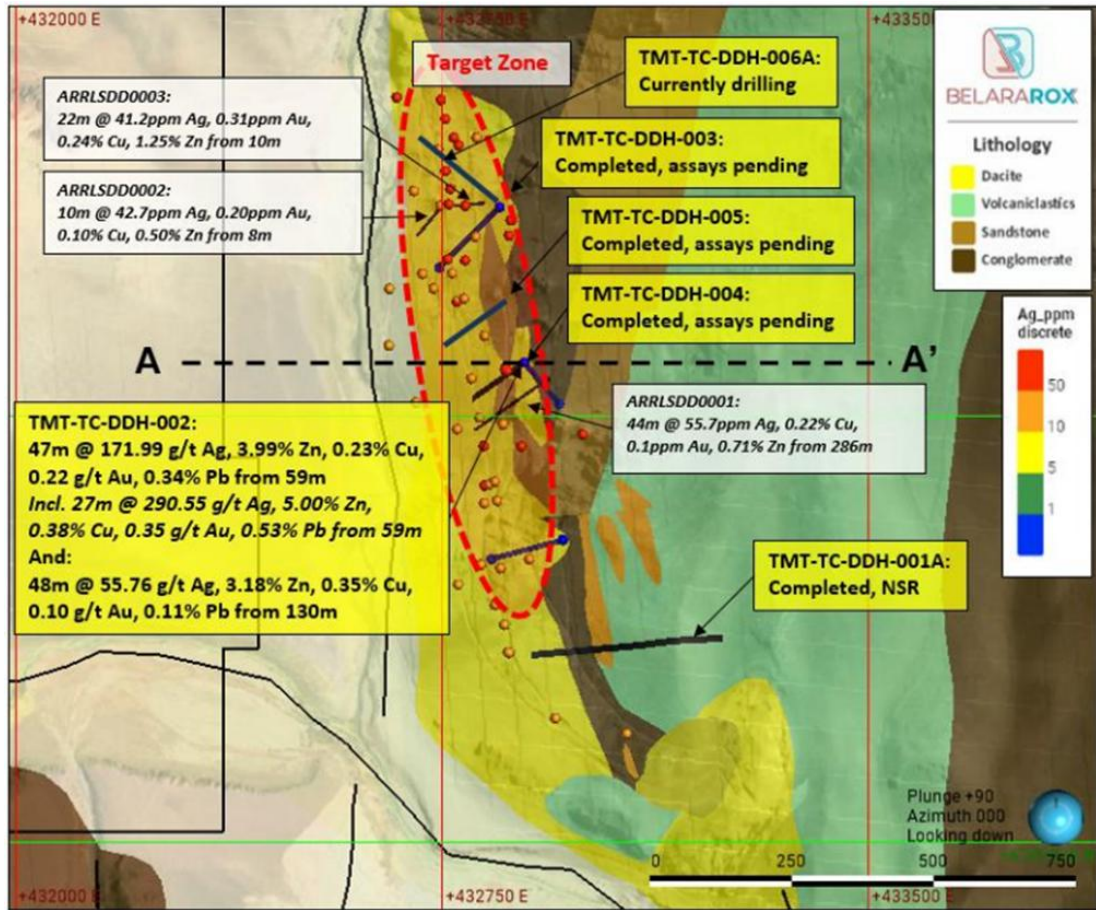 +432000 E
+432750 E
+433500 E
BELARAROX
Lithology
Dacite
Volcaniclastics
Sandstone
Conglomerate
Ag_ppm
discrete
50
10
5
1
Target Zone
TMT-TC-DDH-006A:
Currently drilling
ARRLSDD0003:
22m @ 41.2ppm Ag, 0.31ppm Au,
0.24% Cu, 1.25% Zn from 10m
TMT-TC-DDH-003:
Completed, assays pending
ARRLSDD0002:
10m @ 42.7ppm Ag, 0.20ppm Au,
0.10% Cu, 0.50% Zn from 8m
TMT-TC-DDH-005:
Completed, assays pending
TMT-TC-DDH-004:
Completed, assays pending
A
A'
ARRLSDD0001:
44m @ 55.7ppm Ag, 0.22% Cu,
0.1ppm Au, 0.71% Zn from 286m
TMT-TC-DDH-002:
47m @ 171.99 g/t Ag, 3.99% Zn, 0.23% Cu,
0.22 g/t Au, 0.34% Pb from 59m
Incl. 27m @ 290.55 g/t Ag, 5.00% Zn,
0.38% Cu, 0.35 g/t Au, 0.53% Pb from 59m
And:
48m @ 55.76 g/t Ag, 3.18% Zn, 0.35% Cu,
0.10 g/t Au, 0.11% Pb from 130m
TMT-TC-DDH-001A:
Completed, NSR
Plunge +90
Azimuth 000
Looking down
0
250
500
750
+432000 E
+432750 E
+433500 E